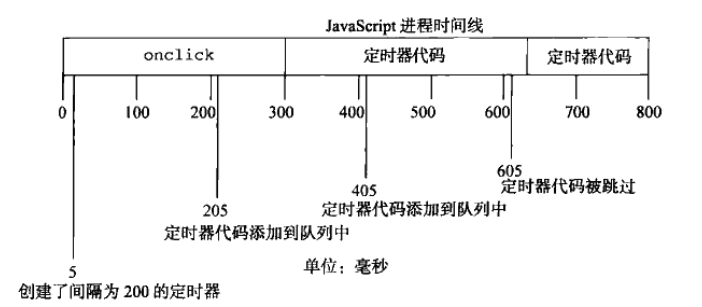 JavaScript 进程时间线
onclick 定时器代码 定时器代码
0 100 200 300 400 500 600 700 800
605
定时器代码被跳过
405
定时器代码添加到队列中
205
定时器代码添加到队列中
单位：毫秒
5
创建了间隔为 200 的定时器